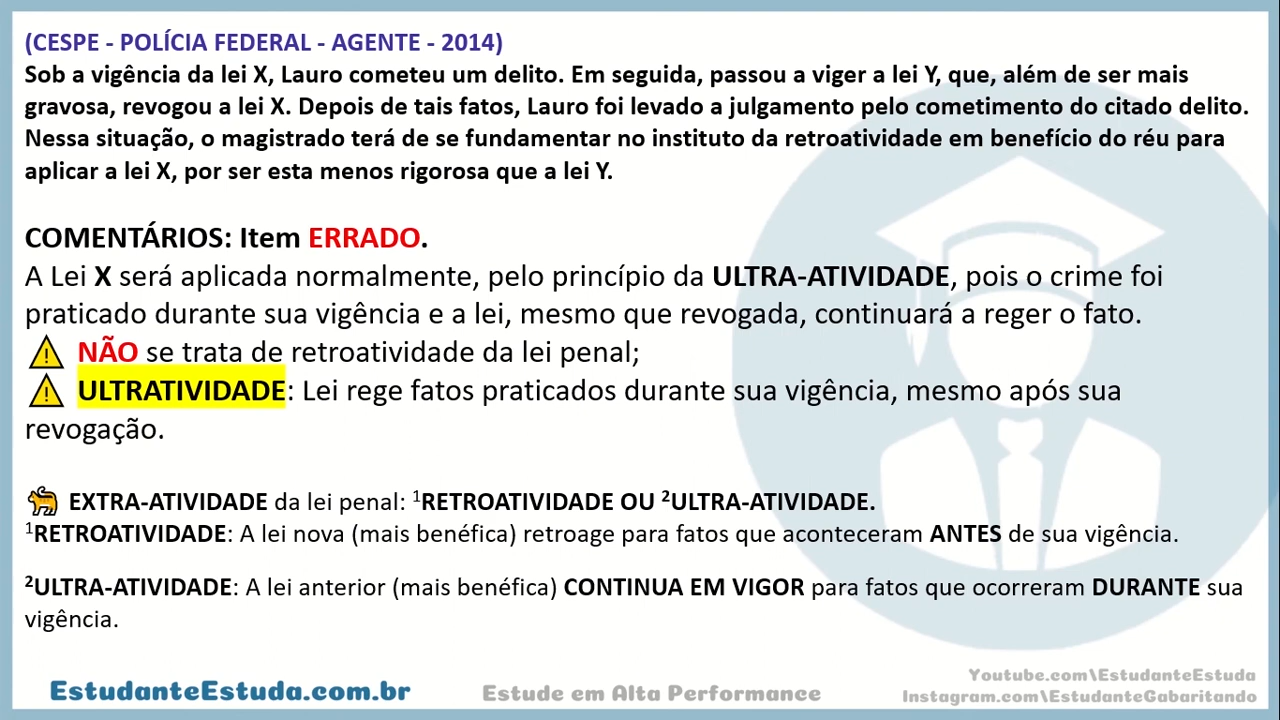 (CESPE - POLÍCIA FEDERAL - AGENTE - 2014)
Sob a vigência da lei X, Lauro cometeu um delito. Em seguida, passou a viger a lei Y, que, além de ser mais
gravosa, revogou a lei X. Depois de tais fatos, Lauro foi levado a julgamento pelo cometimento do citado delito.
Nessa situação, o magistrado terá de se fundamentar no instituto da retroatividade em benefício do réu para
aplicar a lei X, por ser esta menos rigorosa que a lei Y.
COMENTÁRIOS: Item ERRADO.
A Lei X será aplicada normalmente, pelo princípio da ULTRA-ATIVIDADE, pois o crime foi
praticado durante sua vigência e a lei, mesmo que revogada, continuará a reger o fato.
⚠ NÃO se trata de retroatividade da lei penal;
⚠ ULTRATIVIDADE: Lei rege fatos praticados durante sua vigência, mesmo após sua
revogação.
🐅 EXTRA-ATIVIDADE da lei penal: ¹RETROATIVIDADE OU ²ULTRA-ATIVIDADE.
¹RETROATIVIDADE: A lei nova (mais benéfica) retroage para fatos que aconteceram ANTES de sua vigência.
²ULTRA-ATIVIDADE: A lei anterior (mais benéfica) CONTINUA EM VIGOR para fatos que ocorreram DURANTE sua
vigência.
EstudanteEstuda.com.br
Estude em Alta Performance
Youtube.com\EstudanteEstuda
Instagram.com\EstudanteGabaritando